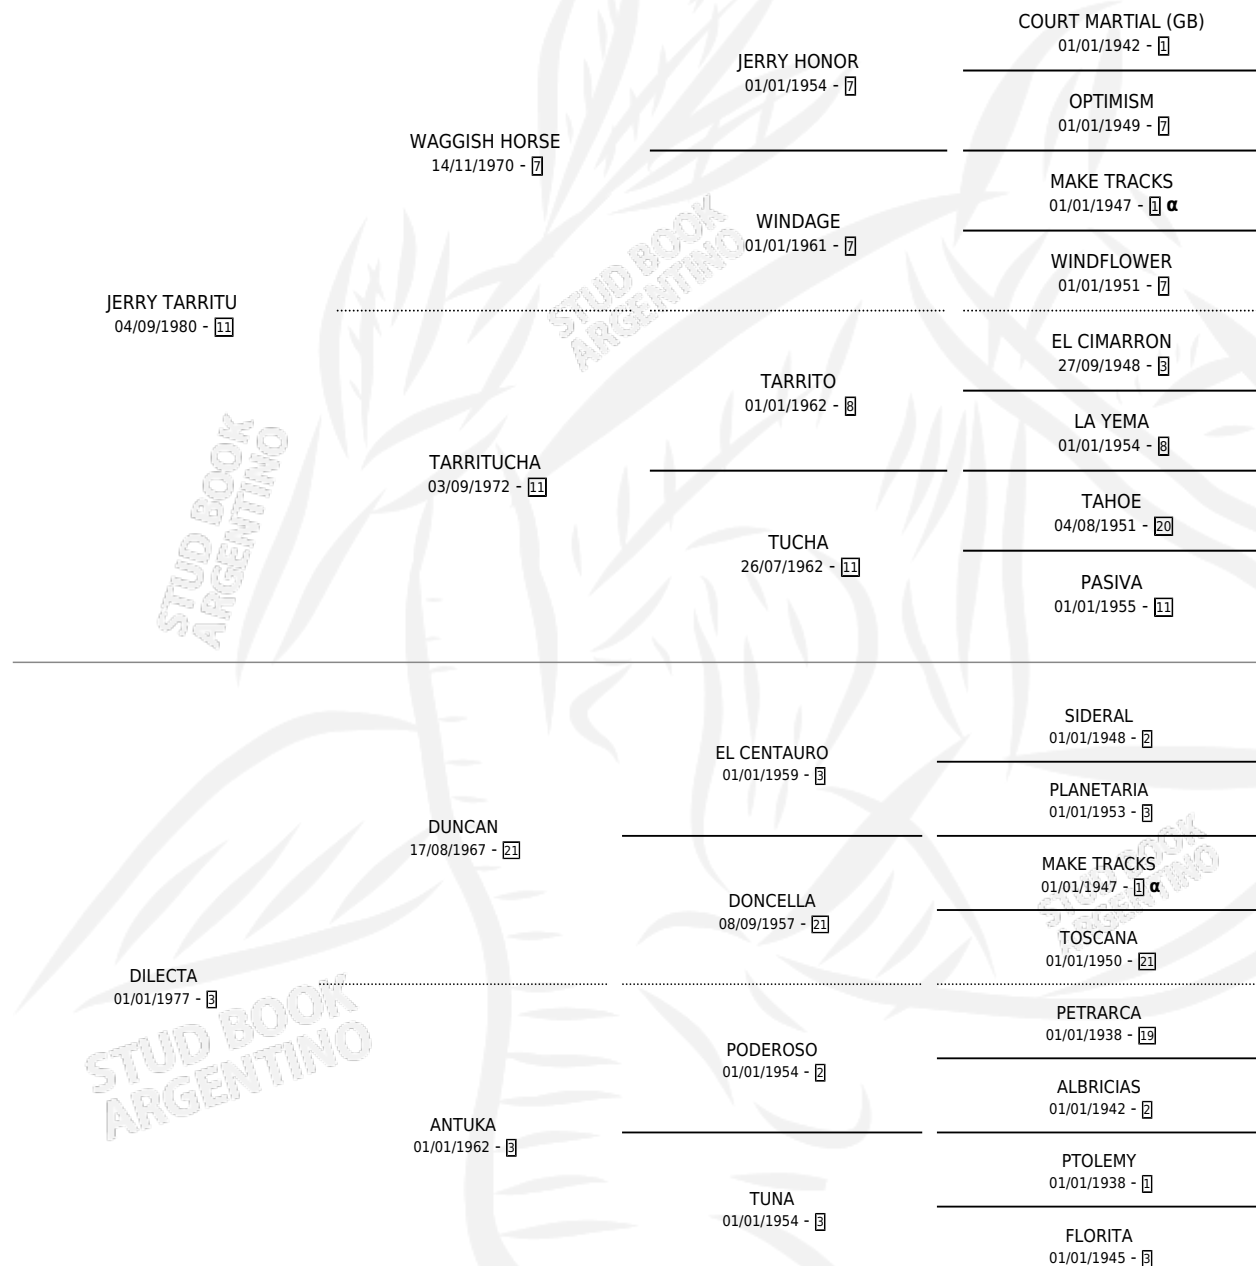 COURT MARTIAL (GB)
01/01/1942 - 1
JERRY HONOR
01/01/1954 - 7
OPTIMISM
01/01/1949 - 7
WAGGISH HORSE
14/11/1970 - 7
MAKE TRACKS
01/01/1947 - 1 α
WINDAGE
01/01/1961 - 7
WINDFLOWER
01/01/1951 - 7
JERRY TARRITU
04/09/1980 - 11
EL CIMARRON
27/09/1948 - 3
TARRITO
01/01/1962 - 8
LA YEMA
01/01/1954 - 8
TARRITUCHA
03/09/1972 - 11
TAHOE
04/08/1951 - 20
TUCHA
26/07/1962 - 11
PASIVA
01/01/1955 - 11
STUD BOOK
ARGENTINO
STUD BOOK
ARGENTINO
SIDERAL
01/01/1948 - 2
EL CENTAURO
01/01/1959 - 3
PLANETARIA
01/01/1953 - 3
DUNCAN
17/08/1967 - 21
MAKE TRACKS
01/01/1947 - 1 α
DONCELLA
08/09/1957 - 21
TOSCANA
01/01/1950 - 21
DILECTA
01/01/1977 - 3
PETRARCA
01/01/1938 - 19
PODEROSO
01/01/1954 - 2
ALBRICIAS
01/01/1942 - 2
ANTUKA
01/01/1962 - 3
PTOLEMY
01/01/1938 - 1
TUNA
01/01/1954 - 3
FLORITA
01/01/1945 - 3
STUD BOOK
ARGENTINO
STUD BOOK
ARGENTINO